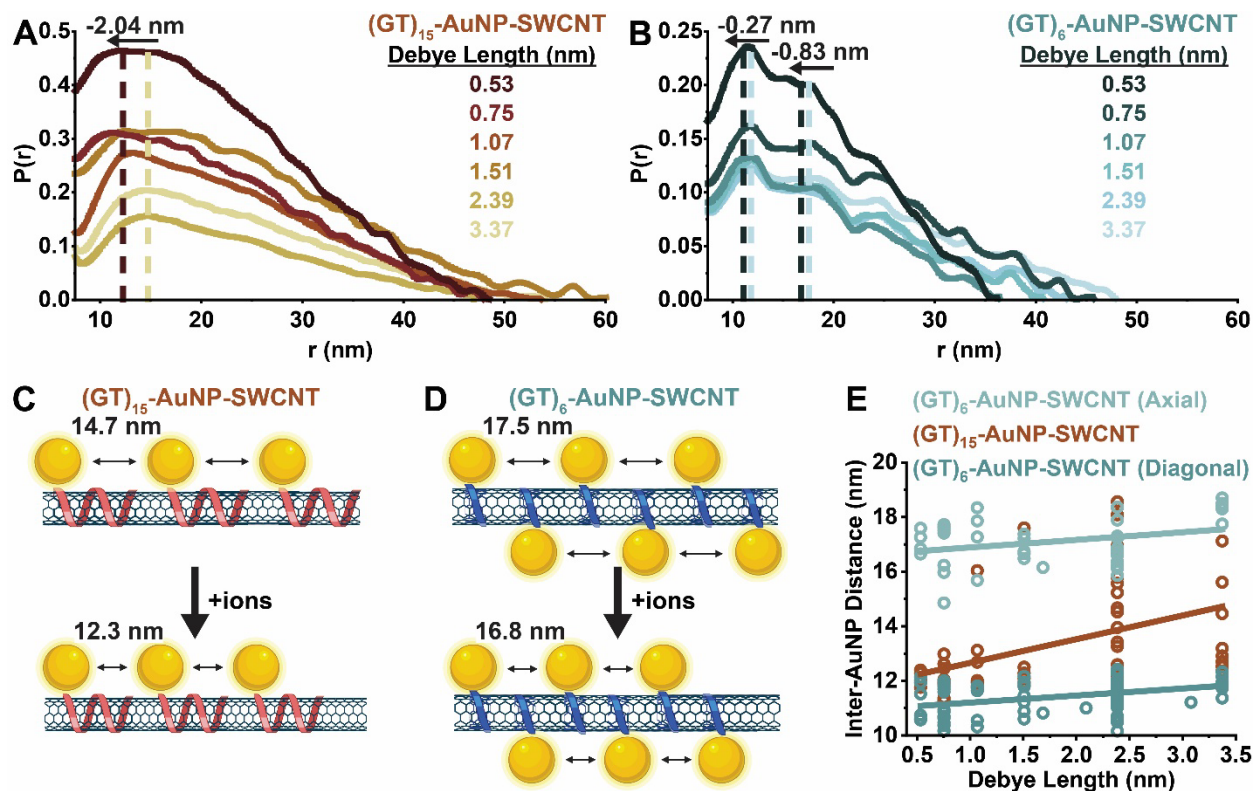 A
-2.04 nm
(GT)15-AuNP-SWCNT
Debye Length (nm)
0.53
0.75
1.07
1.51
2.39
3.37
P(r)
0.5
0.4
0.3
0.2
0.1
0.0
10 20 30 40 50 60
r (nm)
B
-0.27 nm
-0.83 nm
(GT)6-AuNP-SWCNT
Debye Length (nm)
0.53
0.75
1.07
1.51
2.39
3.37
P(r)
0.25
0.20
0.15
0.10
0.05
0.00
10 20 30 40 50 60
r (nm)
C
(GT)15-AuNP-SWCNT
14.7 nm
+ions
12.3 nm
D
(GT)6-AuNP-SWCNT
17.5 nm
+ions
16.8 nm
E
(GT)6-AuNP-SWCNT (Axial)
(GT)15-AuNP-SWCNT
(GT)6-AuNP-SWCNT (Diagonal)
Inter-AuNP Distance (nm)
20
18
16
14
12
10
0.5 1.0 1.5 2.0 2.5 3.0 3.5
Debye Length (nm)